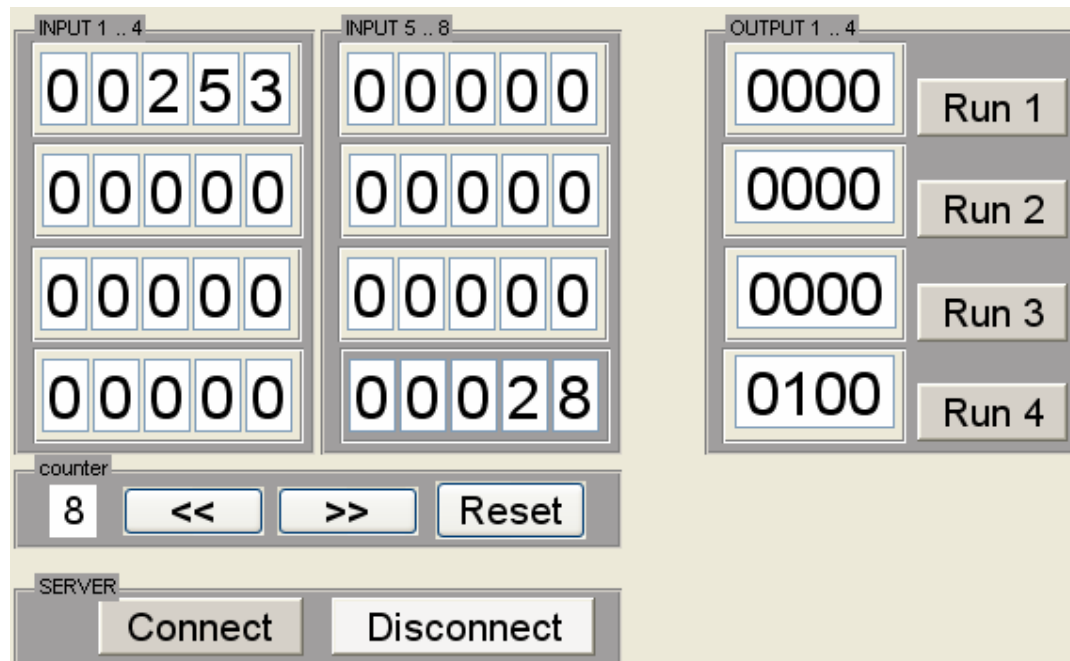 INPUT 1 .. 4 INPUT 5 .. 8 OUTPUT 1 .. 4
00253 00000 0000 Run 1
00000 00000 0000 Run 2
00000 00000 0000 Run 3
00000 00028 0100 Run 4
counter
8 << >> Reset
SERVER
Connect Disconnect